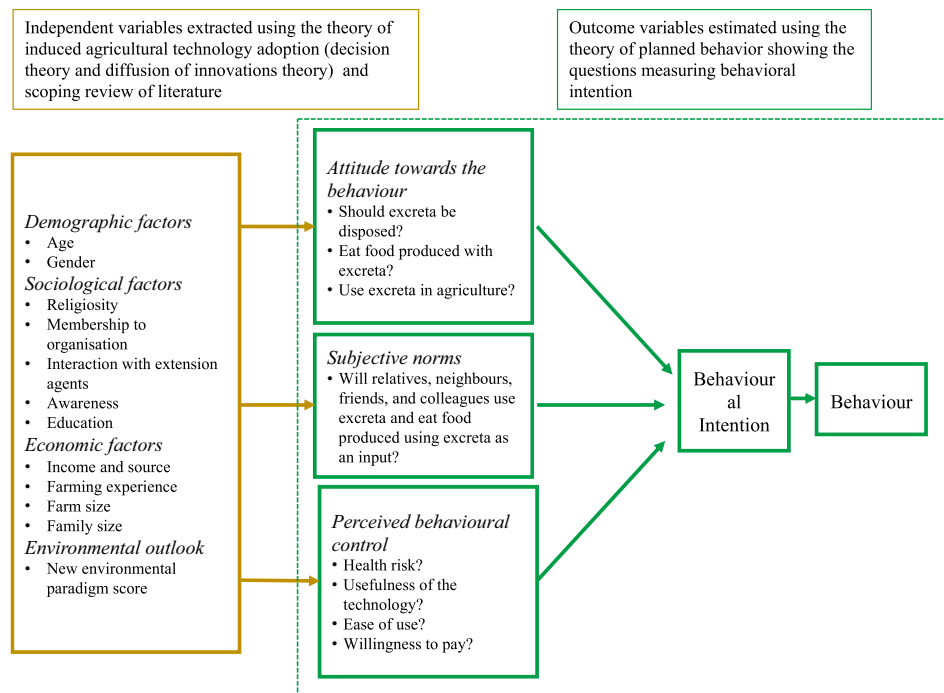 Independent variables extracted using the theory of
induced agricultural technology adoption (decision
theory and diffusion of innovations theory) and
scoping review of literature
Outcome variables estimated using the
theory of planned behavior showing the
questions measuring behavioral
intention
Demographic factors
• Age
• Gender
Sociological factors
• Religiosity
• Membership to
organisation
• Interaction with extension
agents
• Awareness
• Education
Economic factors
• Income and source
• Farming experience
• Farm size
• Family size
Environmental outlook
• New environmental
paradigm score
Attitude towards the
behaviour
• Should excreta be
disposed?
• Eat food produced with
excreta?
• Use excreta in agriculture?
Subjective norms
• Will relatives, neighbours,
friends, and colleagues use
excreta and eat food
produced using excreta as
an input?
Perceived behavioural
control
• Health risk?
• Usefulness of the
technology?
• Ease of use?
• Willingness to pay?
Behaviour
al
Intention
Behaviour